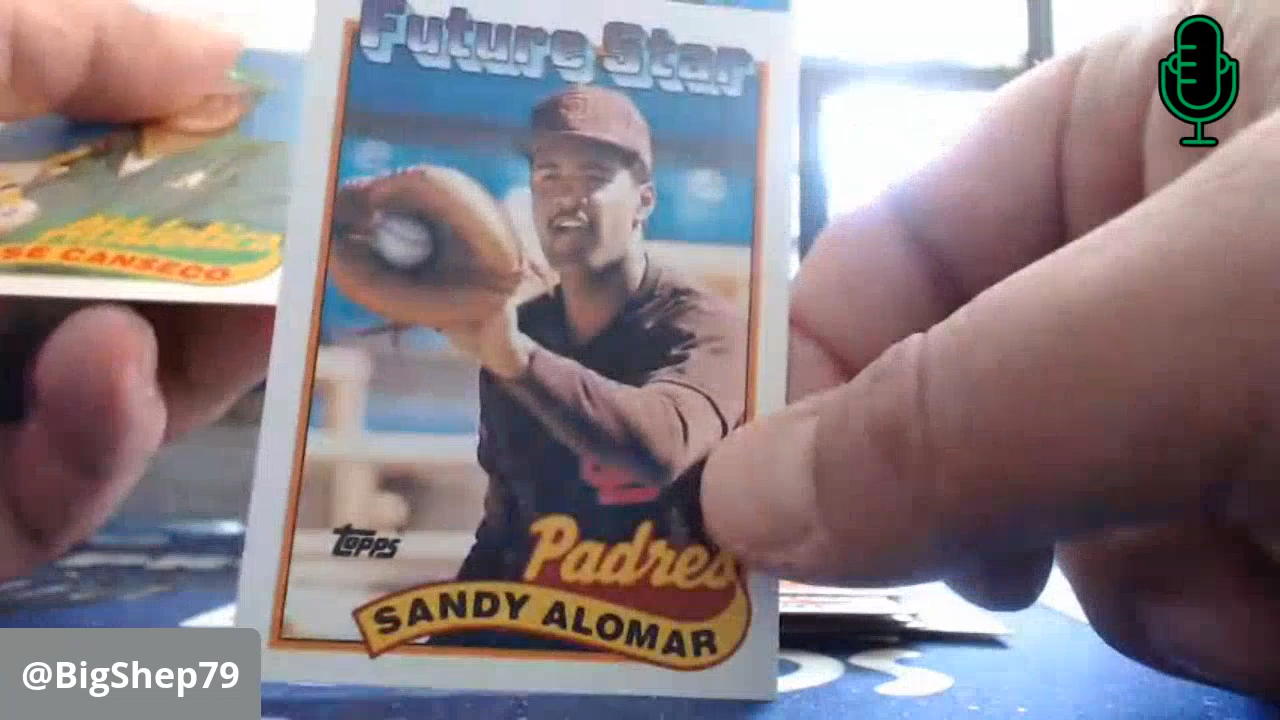 Future Star
Athletics
SE CANSECO
Topps
Padres
SANDY ALOMAR
@BigShep79